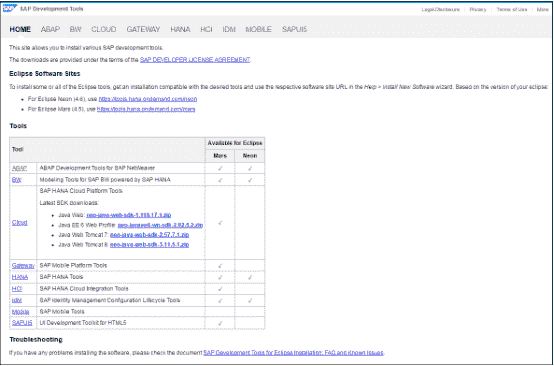 SAP SAP Development Tools
Legal Disclosure | Privacy | Terms of Use | More
HOME ABAP BW CLOUD GATEWAY HANA HCI IDM MOBILE SAPUI5
This site allows you to install various SAP development tools.
The downloads are provided under the terms of the SAP DEVELOPER LICENSE AGREEMENT.
Eclipse Software Sites
To install some or all of the Eclipse tools, get an installation compatible with the desired tools and use the respective software site URL in the Help > Install New Software wizard. Based on the version of your eclipse:
For Eclipse Neon (4.6), use https://tools.hana.ondemand.com/neon
For Eclipse Mars (4.5), use https://tools.hana.ondemand.com/mars
Tools
Tool Available for Eclipse
Mars Neon
ABAP ABAP Development Tools for SAP NetWeaver ✓ ✓
BW Modeling Tools for SAP BW powered by SAP HANA ✓ ✓
SAP HANA Cloud Platform Tools
Latest SDK downloads:
Java Web:
Java EE 6 Web Profile:
Cloud ✓
Java Web Tomcat 7:
Java Web Tomcat 8:
Gateway SAP Mobile Platform Tools ✓
HANA SAP HANA Tools ✓ ✓
HCI SAP HANA Cloud Integration Tools ✓
IdM SAP Identity Management Configuration Lifecycle Tools ✓ ✓
Mobile SAP Mobile Tools
SAPUI5 UI Development Toolkit for HTML5 ✓
Troubleshooting
If you have any problems installing the software, please check the document SAP Development Tools for Eclipse Installation, FAQ and Known Issues.